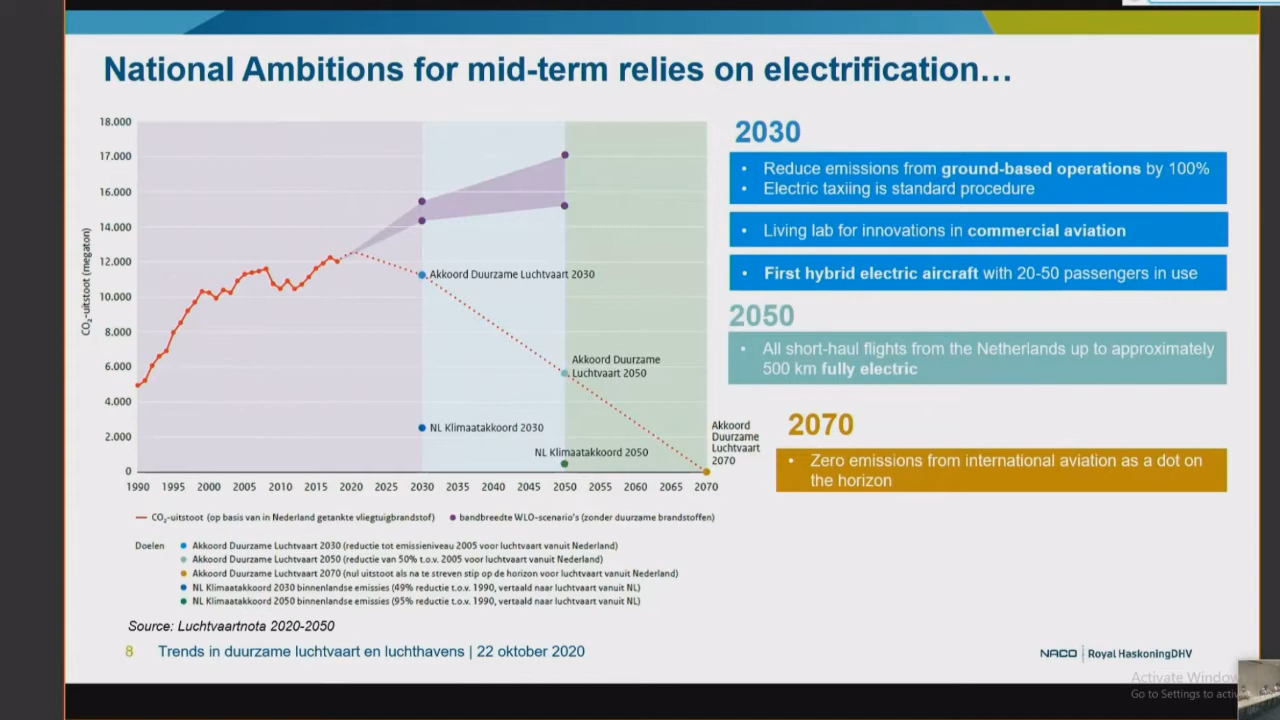 National Ambitions for mid-term relies on electrification…
18.000
17.000
16.000
14.000
12.000
10.000
8.000
6.000
4.000
2.000
0
CO₂-uitstoot (megaton)
1990 1995 2000 2005 2010 2015 2020 2025 2030 2035 2040 2045 2050 2055 2060 2065 2070
Akkoord Duurzame Luchtvaart 2030
Akkoord Duurzame
Luchtvaart 2050
NL Klimaatakkoord 2030
NL Klimaatakkoord 2050
Akkoord
Duurzame
Luchtvaart
2070
CO₂-uitstoot (op basis van in Nederland getankte vliegtuigbrandstof)
bandbreedte WLO-scenario's (zonder duurzame brandstoffen)
Doelen
Akkoord Duurzame Luchtvaart 2030 (reductie tot emissieniveau 2005 voor luchtvaart vanuit Nederland)
Akkoord Duurzame Luchtvaart 2050 (reductie van 50% t.o.v. 2005 voor luchtvaart vanuit Nederland)
Akkoord Duurzame Luchtvaart 2070 (nul uitstoot als na te streven stip op de horizon voor luchtvaart vanuit Nederland)
NL Klimaatakkoord 2030 binnenlandse emissies (49% reductie t.o.v. 1990, vertaald naar luchtvaart vanuit NL)
NL Klimaatakkoord 2050 binnenlandse emissies (95% reductie t.o.v. 1990, vertaald naar luchtvaart vanuit NL)
Source: Luchtvaartnota 2020-2050
2030
• Reduce emissions from ground-based operations by 100%
• Electric taxiing is standard procedure
• Living lab for innovations in commercial aviation
• First hybrid electric aircraft with 20-50 passengers in use
2050
• All short-haul flights from the Netherlands up to approximately
500 km fully electric
2070
• Zero emissions from international aviation as a dot on
the horizon
8 Trends in duurzame luchtvaart en luchthavens | 22 oktober 2020
NACO | Royal HaskoningDHV
Activate Window
Go to Settings to activ